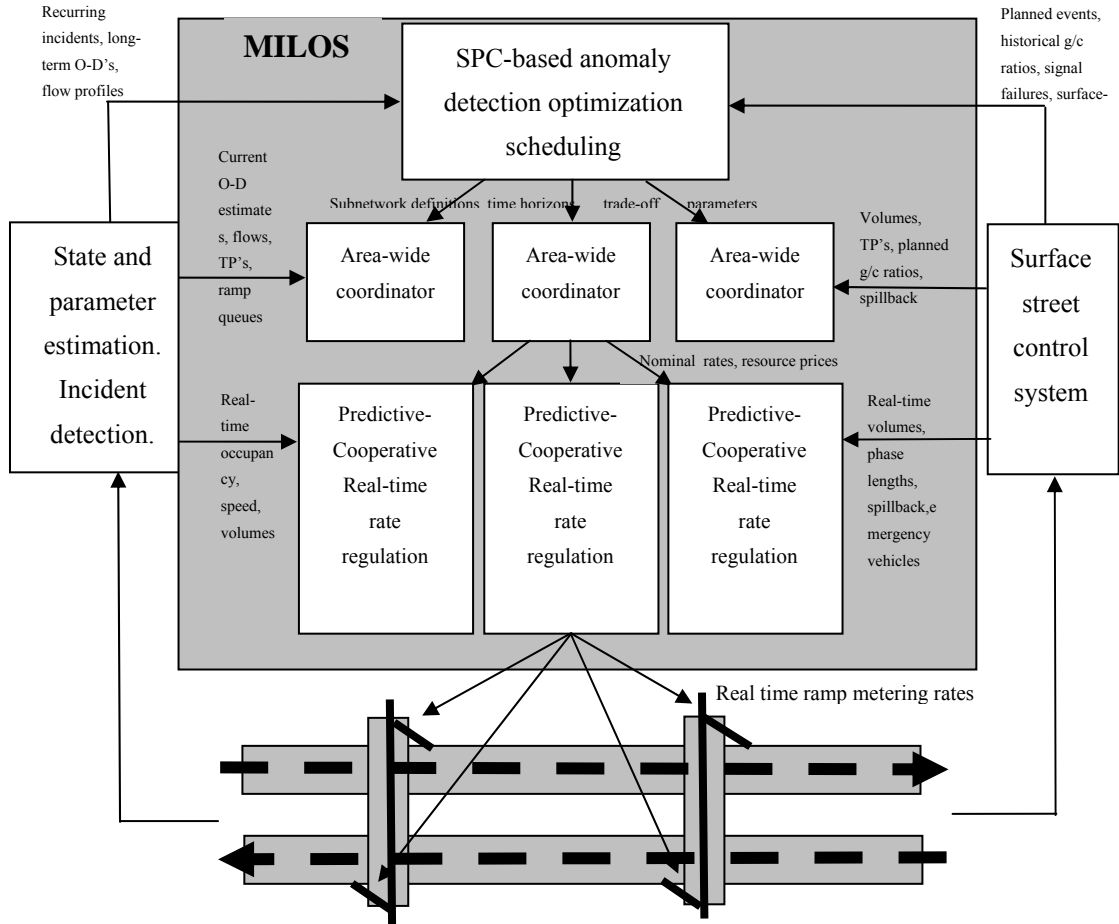 Recurring
incidents, long-
term O-D's,
flow profiles
MILOS
SPC-based anomaly
detection optimization
scheduling
Planned events,
historical g/c
ratios, signal
failures, surface-
Current
O-D
estimate
s, flows,
TP's,
ramp
queues
Subnetwork definitions, time horizons, trade-off parameters
State and
parameter
estimation.
Incident
detection.
Area-wide
coordinator
Area-wide
coordinator
Area-wide
coordinator
Volumes,
TP's, planned
g/c ratios,
spillback
Surface
street
control
system
Nominal rates, resource prices
Real-
time
occupan
cy,
speed,
volumes
Predictive-
Cooperative
Real-time
rate
regulation
Predictive-
Cooperative
Real-time
rate
regulation
Predictive-
Cooperative
Real-time
rate
regulation
Real-time
volumes,
phase
lengths,
spillback,e
mergency
vehicles
Real time ramp metering rates